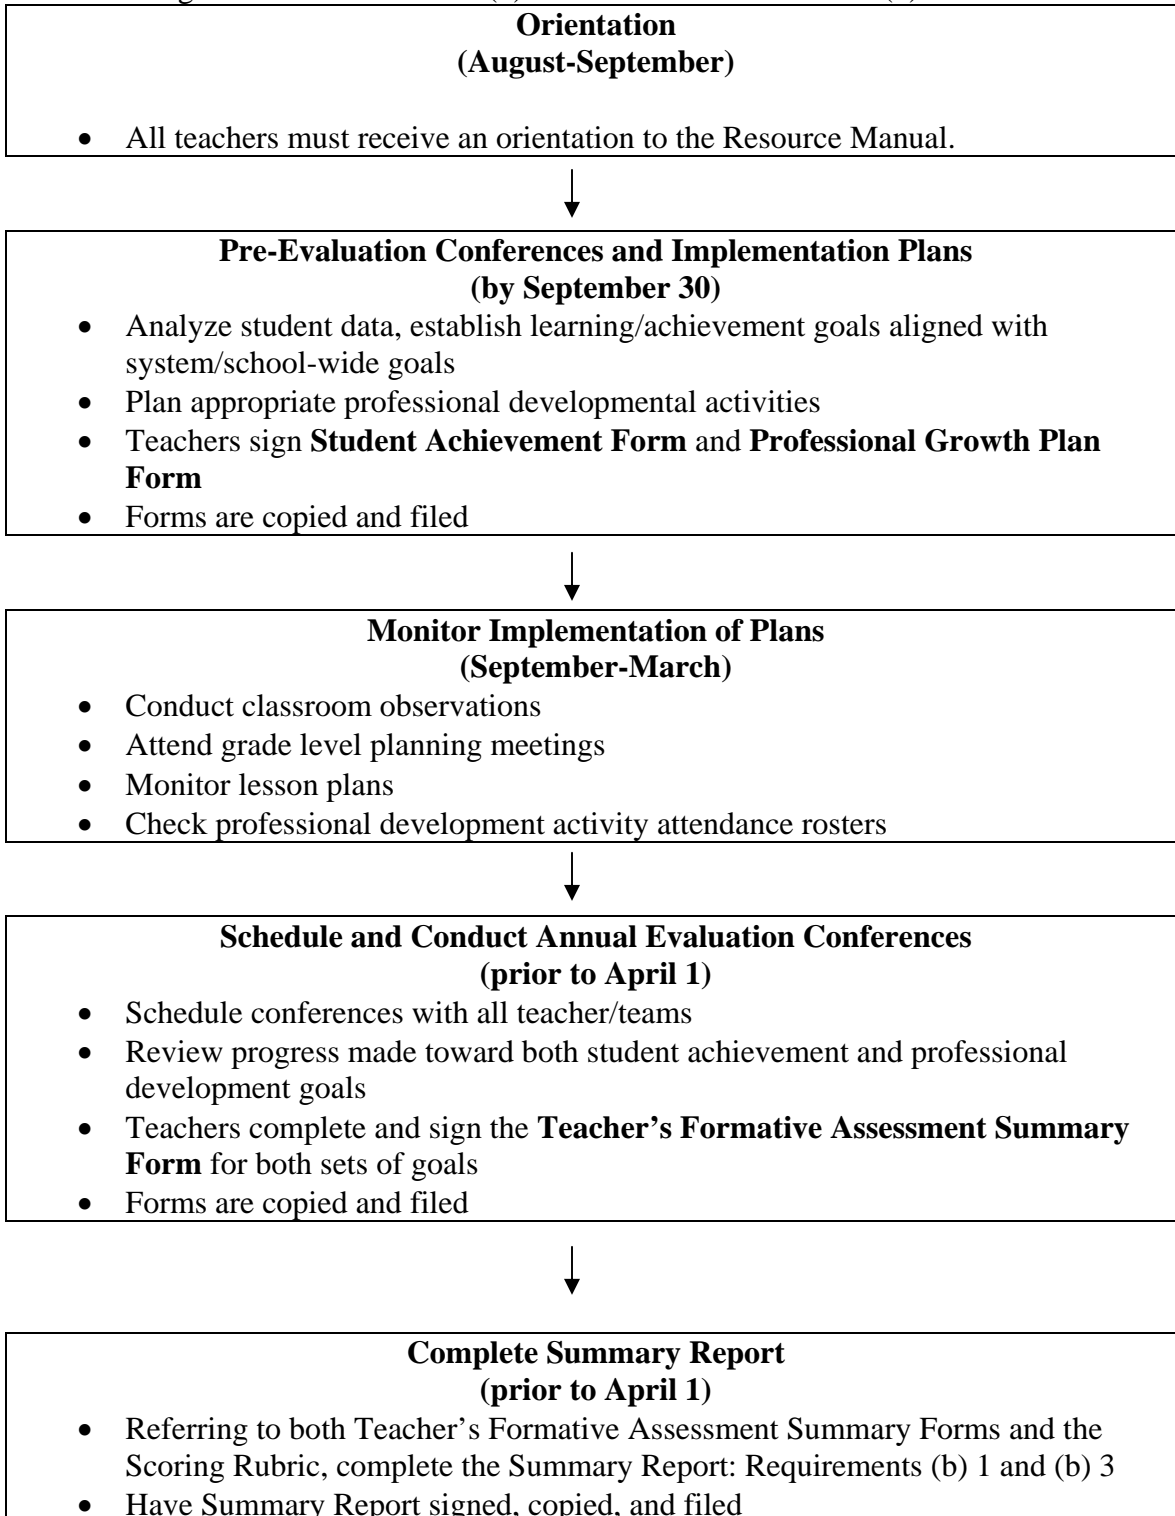 Orientation
(August-September)
• All teachers must receive an orientation to the Resource Manual.
Pre-Evaluation Conferences and Implementation Plans
(by September 30)
• Analyze student data, establish learning/achievement goals aligned with
system/school-wide goals
• Plan appropriate professional developmental activities
• Teachers sign Student Achievement Form and Professional Growth Plan
Form
• Forms are copied and filed
Monitor Implementation of Plans
(September-March)
• Conduct classroom observations
• Attend grade level planning meetings
• Monitor lesson plans
• Check professional development activity attendance rosters
Schedule and Conduct Annual Evaluation Conferences
(prior to April 1)
• Schedule conferences with all teacher/teams
• Review progress made toward both student achievement and professional
development goals
• Teachers complete and sign the Teacher’s Formative Assessment Summary
Form for both sets of goals
• Forms are copied and filed
Complete Summary Report
(prior to April 1)
• Referring to both Teacher’s Formative Assessment Summary Forms and the
Scoring Rubric, complete the Summary Report: Requirements (b) 1 and (b) 3
• Have Summary Report signed, copied, and filed